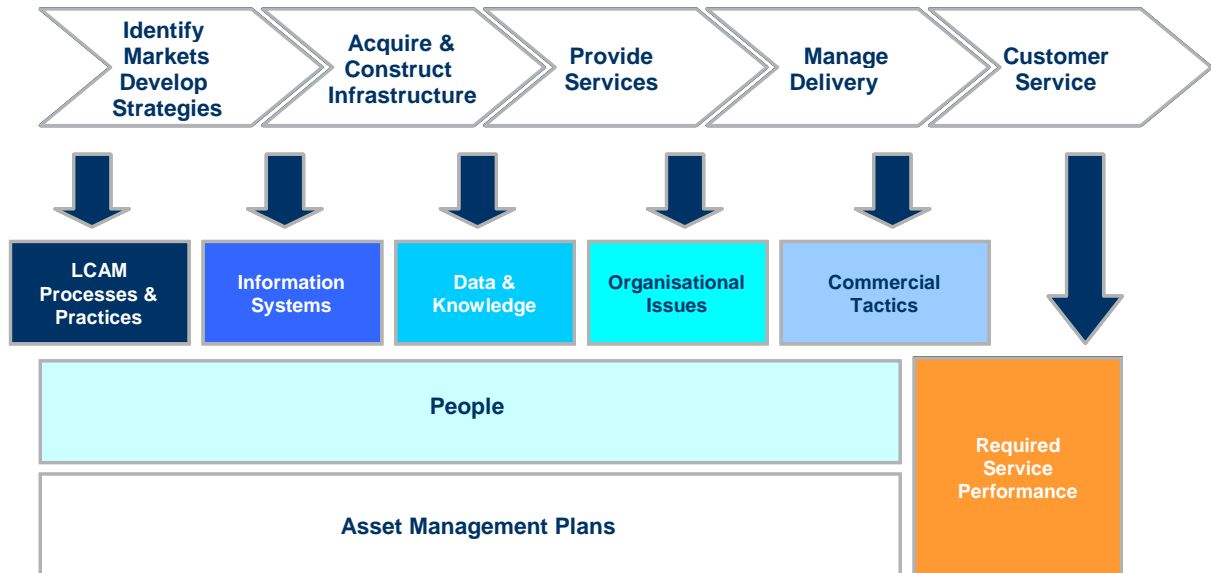 Identify
Markets
Develop
Strategies
Acquire &
Construct
Infrastructure
Provide
Services
Manage
Delivery
Customer
Service
LCAM
Processes &
Practices
Information
Systems
Data &
Knowledge
Organisational
Issues
Commercial
Tactics
People
Required
Service
Performance
Asset Management Plans